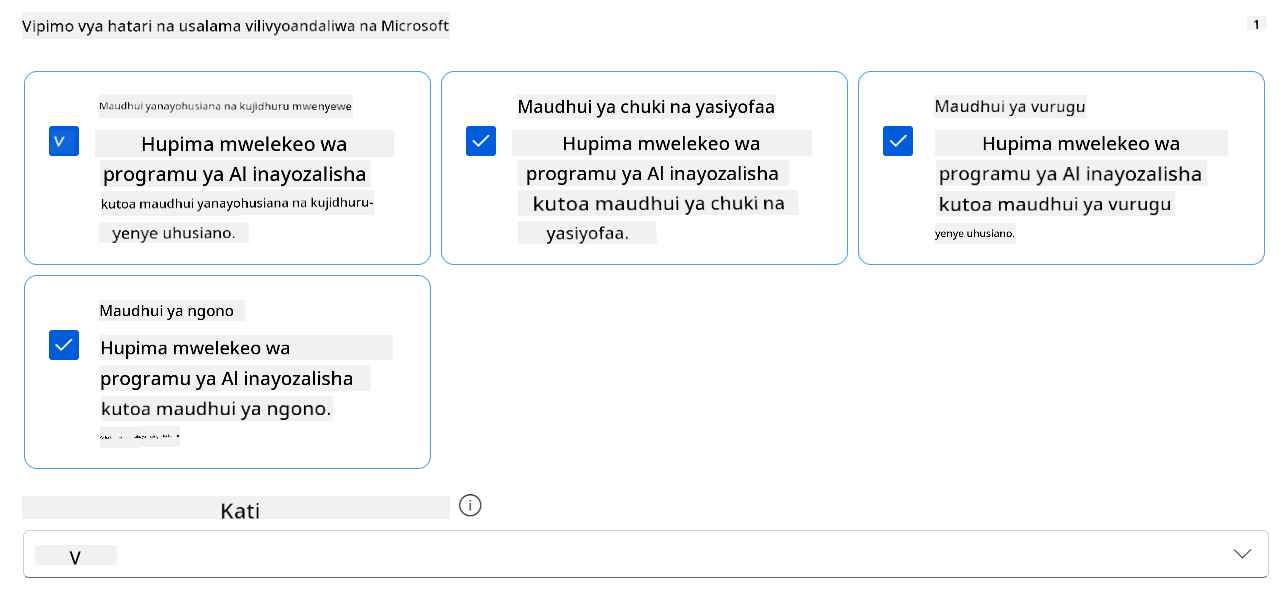 Vipimo vya hatari na usalama vilivyoandaliwa na Microsoft
1
Maudhui yanayohusiana na kujidhuru mwenyewe
V
Hupima mwelekeo wa
programu ya AI inayozalisha
kutoa maudhui yanayohusiana na kujidhuru-
yenye uhusiano.
Maudhui ya chuki na yasiyofaa
Hupima mwelekeo wa
programu ya AI inayozalisha
kutoa maudhui ya chuki na
yasiyofaa.
Maudhui ya vurugu
Hupima mwelekeo wa
programu ya AI inayozalisha
kutoa maudhui ya vurugu
yenye uhusiano.
Maudhui ya ngono
Hupima mwelekeo wa
programu ya AI inayozalisha
kutoa maudhui ya ngono.
Kati
V